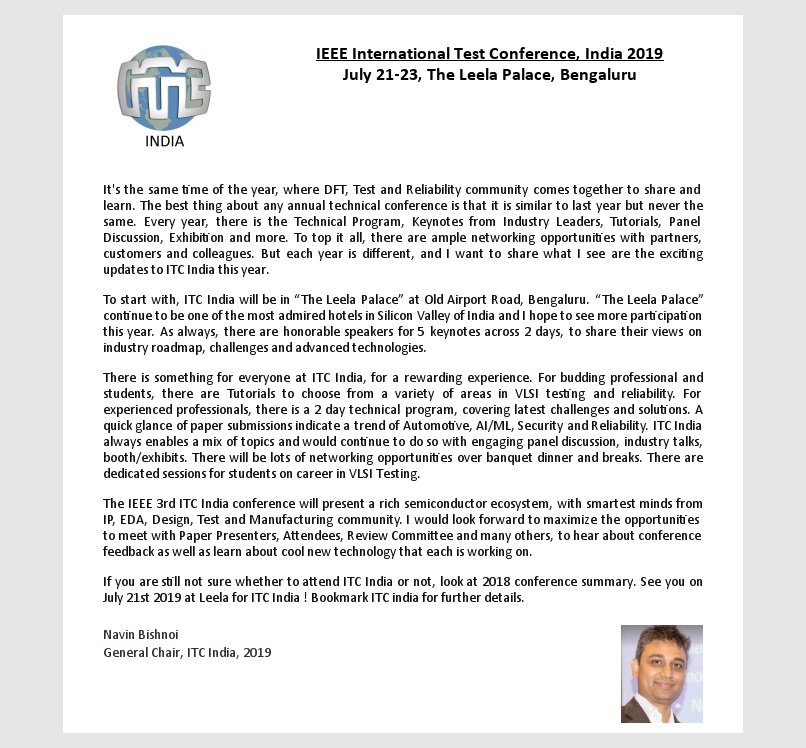 IEEE International Test Conference, India 2019
July 21-23, The Leela Palace, Bengaluru
ITC
INDIA
It's the same time of the year, where DFT, Test and Reliability community comes together to share and
learn. The best thing about any annual technical conference is that it is similar to last year but never the
same. Every year, there is the Technical Program, Keynotes from Industry Leaders, Tutorials, Panel
Discussion, Exhibition and more. To top it all, there are ample networking opportunities with partners,
customers and colleagues. But each year is different, and I want to share what I see are the exciting
updates to ITC India this year.
To start with, ITC India will be in “The Leela Palace” at Old Airport Road, Bengaluru. “The Leela Palace”
continue to be one of the most admired hotels in Silicon Valley of India and I hope to see more participation
this year. As always, there are honorable speakers for 5 keynotes across 2 days, to share their views on
industry roadmap, challenges and advanced technologies.
There is something for everyone at ITC India, for a rewarding experience. For budding professional and
students, there are Tutorials to choose from a variety of areas in VLSI testing and reliability. For
experienced professionals, there is a 2 day technical program, covering latest challenges and solutions. A
quick glance of paper submissions indicate a trend of Automotive, AI/ML, Security and Reliability. ITC India
always enables a mix of topics and would continue to do so with engaging panel discussion, industry talks,
booth/exhibits. There will be lots of networking opportunities over banquet dinner and breaks. There are
dedicated sessions for students on career in VLSI Testing.
The IEEE 3rd ITC India conference will present a rich semiconductor ecosystem, with smartest minds from
IP, EDA, Design, Test and Manufacturing community. I would look forward to maximize the opportunities
to meet with Paper Presenters, Attendees, Review Committee and many others, to hear about conference
feedback as well as learn about cool new technology that each is working on.
If you are still not sure whether to attend ITC India or not, look at 2018 conference summary. See you on
July 21st 2019 at Leela for ITC India ! Bookmark ITC india for further details.
Navin Bishnoi
General Chair, ITC India, 2019